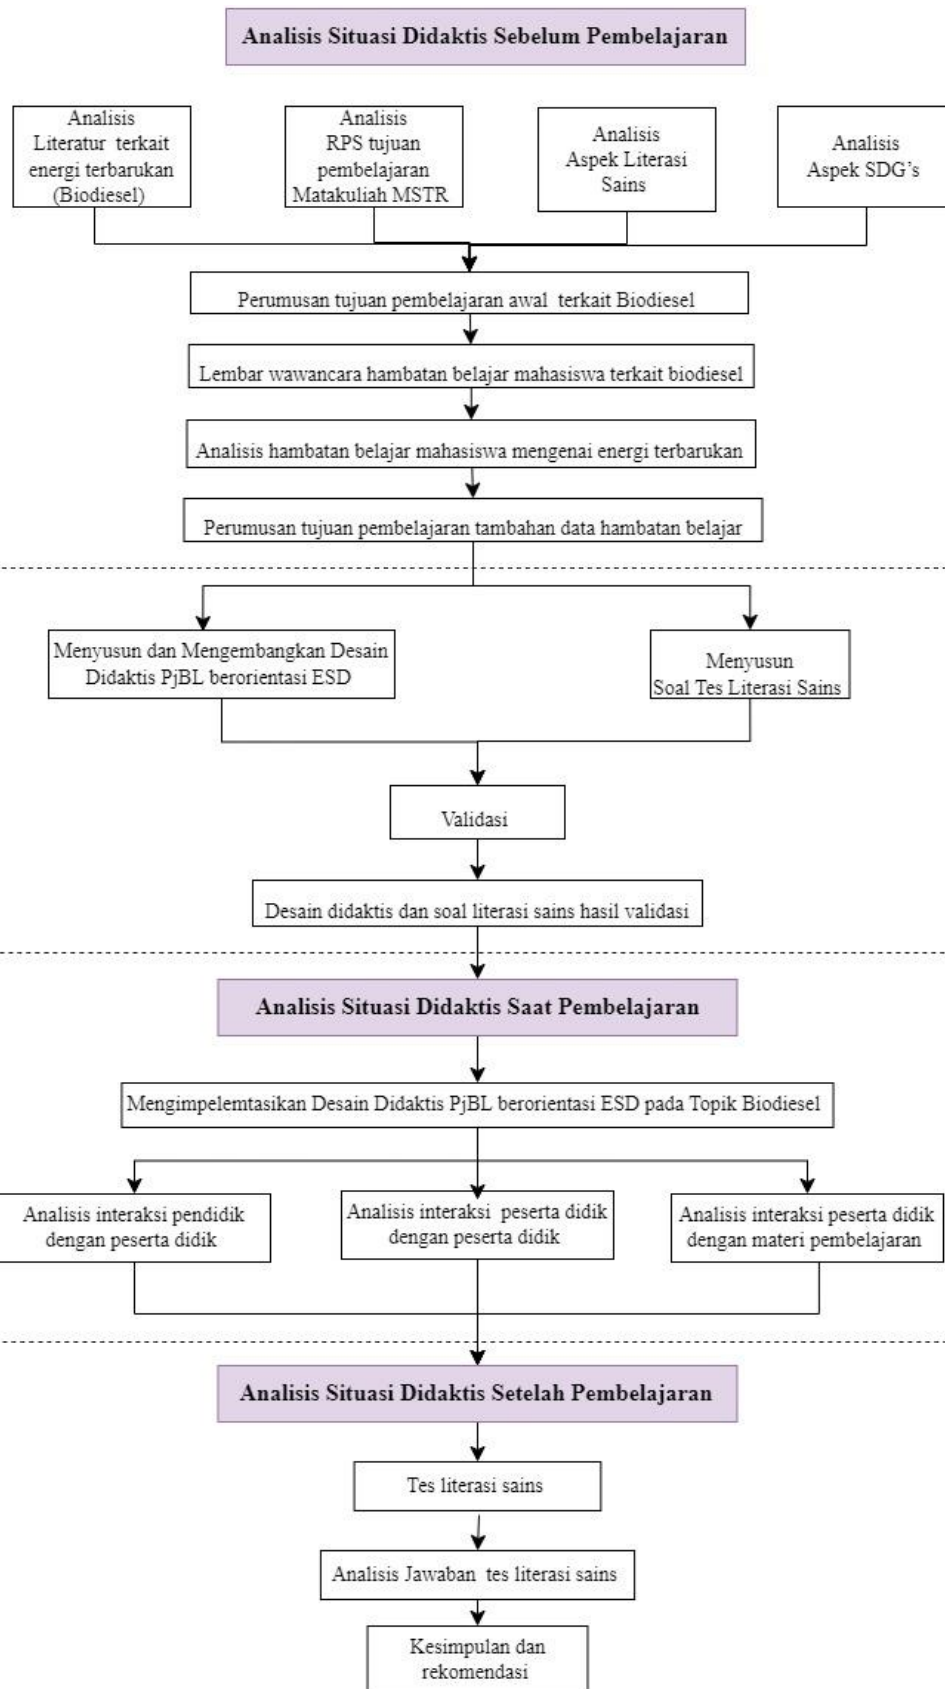 Analisis Situasi Didaktis Sebelum Pembelajaran
Analisis
Literatur terkait
energi terbarukan
(Biodiesel)
Analisis
RPS tujuan
pembelajaran
Matakuliah MSTR
Analisis
Aspek Literasi
Sains
Analisis
Aspek SDG's
Perumusan tujuan pembelajaran awal terkait Biodiesel
Lembar wawancara hambatan belajar mahasiswa terkait biodiesel
Analisis hambatan belajar mahasiswa mengenai energi terbarukan
Perumusan tujuan pembelajaran tambahan data hambatan belajar
Menyusun dan Mengembangkan Desain
Didaktis PjBL berorientasi ESD
Menyusun
Soal Tes Literasi Sains
Validasi
Desain didaktis dan soal literasi sains hasil validasi
Analisis Situasi Didaktis Saat Pembelajaran
Mengimpelemtasikan Desain Didaktis PjBL berorientasi ESD pada Topik Biodiesel
Analisis interaksi pendidik
dengan peserta didik
Analisis interaksi peserta didik
dengan peserta didik
Analisis interaksi peserta didik
dengan materi pembelajaran
Analisis Situasi Didaktis Setelah Pembelajaran
Tes literasi sains
Analisis Jawaban tes literasi sains
Kesimpulan dan
rekomendasi